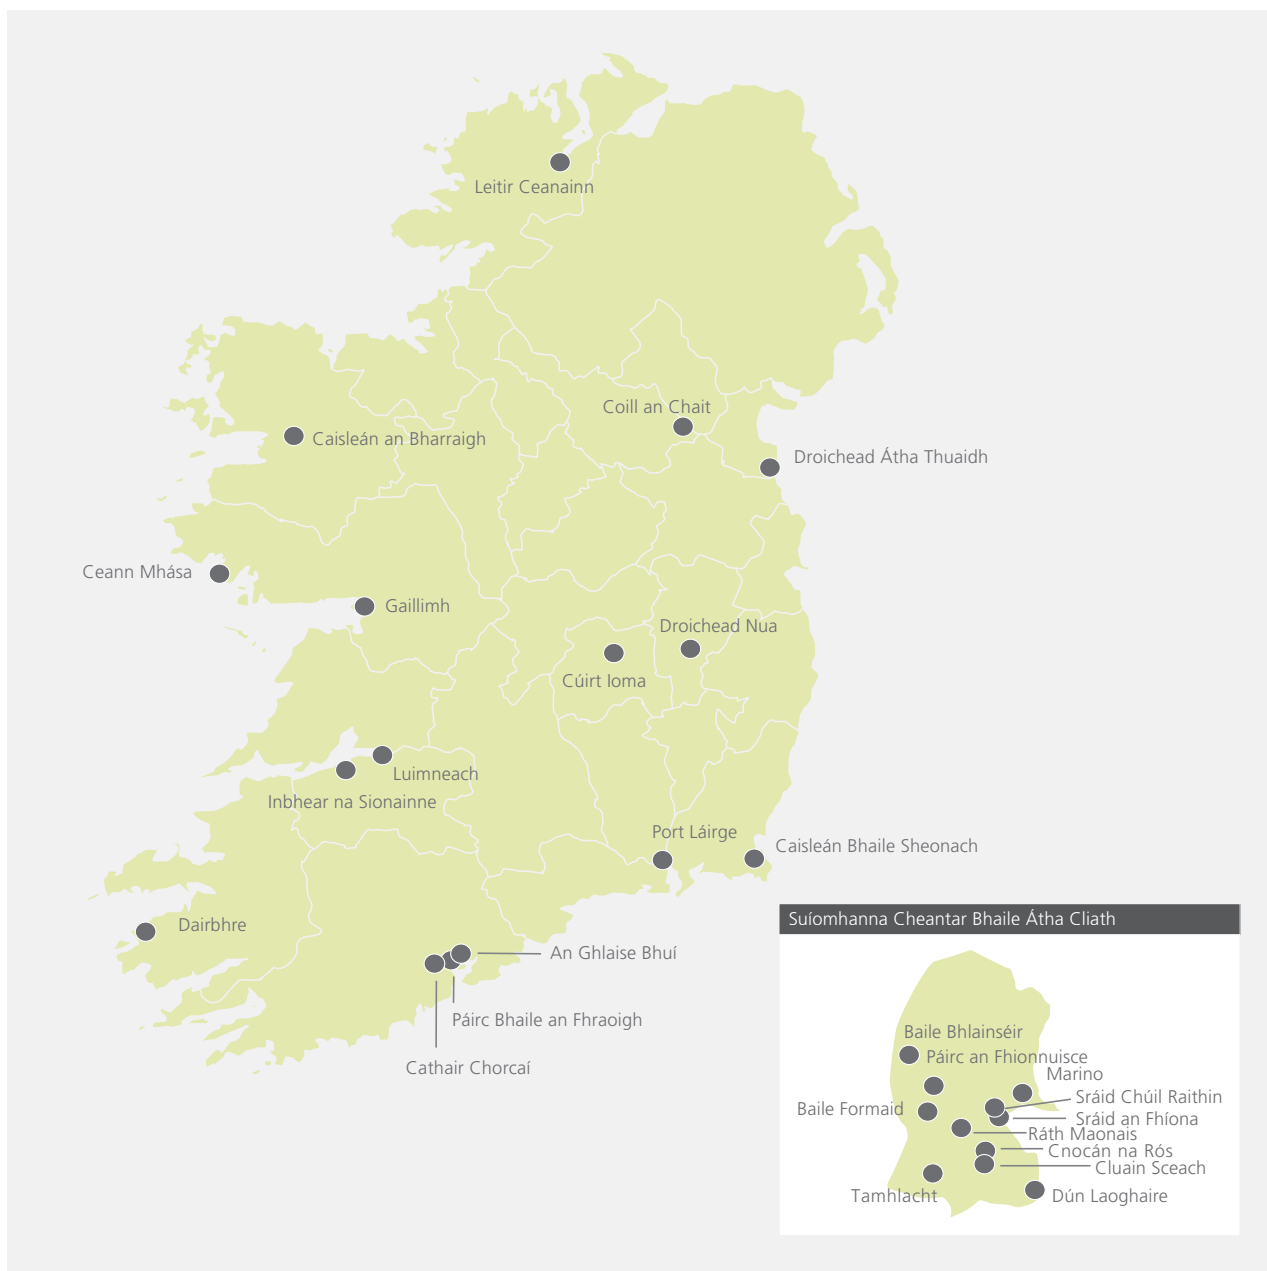 Leitir Ceanainn
Coill an Chait
Caisleán an Bharraigh
Droichead Átha Thuaidh
Ceann Mhása
Gaillimh
Droichead Nua
Cúirt Ioma
Luimneach
Inbhear na Sionainne
Port Láirge
Caisleán Bhaile Sheonach
Dairbhre
An Ghlaise Bhuí
Páirc Bhaile an Fhraoigh
Cathair Chorcaí
Suíomhanna Cheantar Bhaile Átha Cliath
Baile Bhlainséir
Páirc an Fhionnuisce
Marino
Sráid Chúil Raithin
Baile Formaid
Sráid an Fhíona
Ráth Maonais
Cnocán na Rós
Cluain Sceach
Tamhlacht
Dún Laoghaire